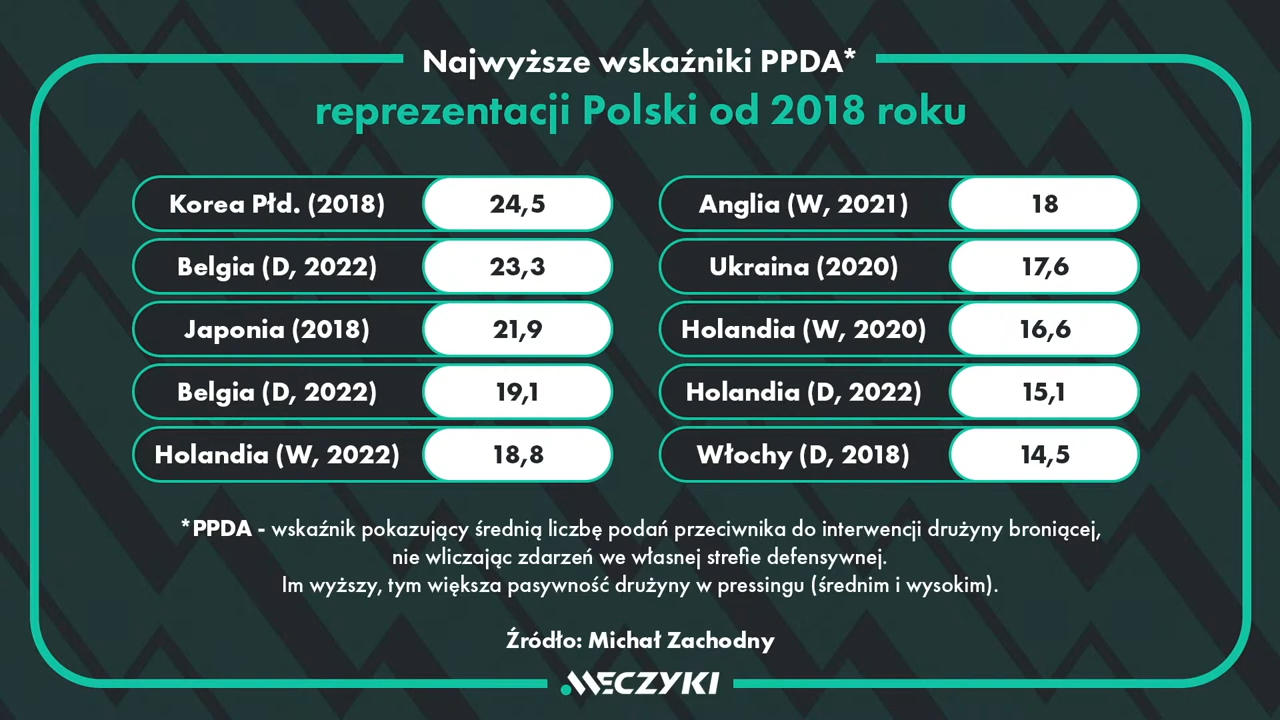 Najwyższe wskaźniki PPDA*
reprezentacji Polski od 2018 roku
Korea Płd. (2018) 24,5
Belgia (D, 2022) 23,3
Japonia (2018) 21,9
Belgia (D, 2022) 19,1
Holandia (W, 2022) 18,8
Anglia (W, 2021) 18
Ukraina (2020) 17,6
Holandia (W, 2020) 16,6
Holandia (D, 2022) 15,1
Włochy (D, 2018) 14,5
*PPDA - wskaźnik pokazujący średnią liczbę podań przeciwnika do interwencji drużyny broniącej,
nie wliczając zdarzeń we własnej strefie defensywnej.
Im wyższy, tym większa pasywność drużyny w pressingu (średnim i wysokim).
Źródło: Michał Zachodny
MECZYKI